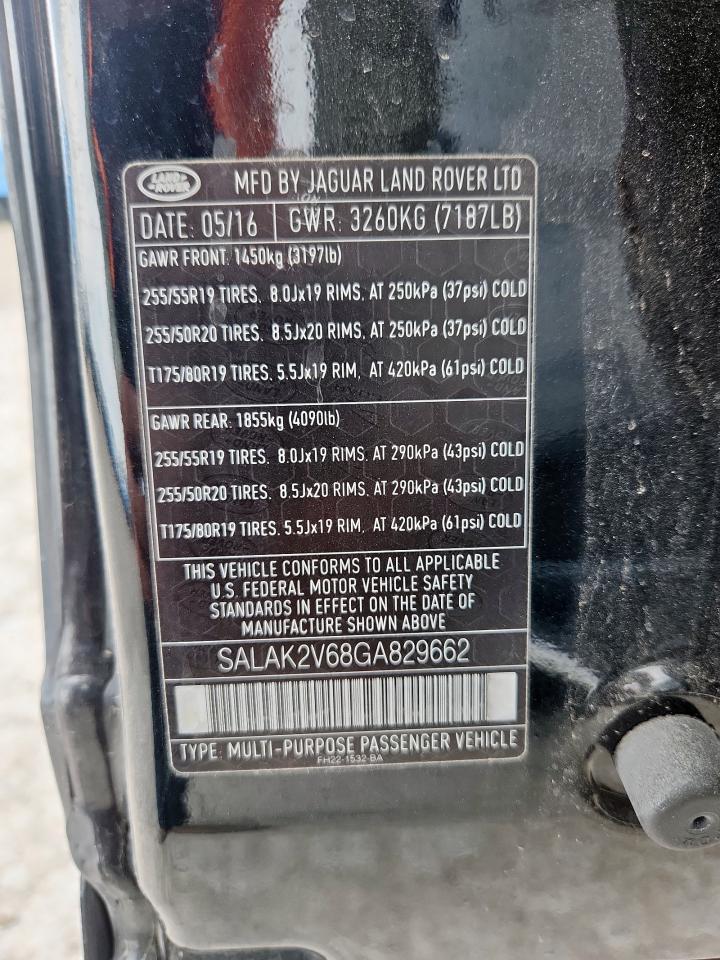 LAND ROVER
MFD BY JAGUAR LAND ROVER LTD
DATE: 05/16 GWR: 3260KG (7187LB)
GAWR FRONT: 1450kg (3197lb)
255/55R19 TIRES, 8.0Jx19 RIMS, AT 250kPa (37psi) COLD
255/50R20 TIRES, 8.5Jx20 RIMS, AT 250kPa (37psi) COLD
T175/80R19 TIRES, 5.5Jx19 RIM, AT 420kPa (61psi) COLD
GAWR REAR: 1855kg (4090lb)
255/55R19 TIRES, 8.0Jx19 RIMS, AT 290kPa (43psi) COLD
255/50R20 TIRES, 8.5Jx20 RIMS, AT 290kPa (43psi) COLD
T175/80R19 TIRES, 5.5Jx19 RIM, AT 420kPa (61psi) COLD
THIS VEHICLE CONFORMS TO ALL APPLICABLE
U.S. FEDERAL MOTOR VEHICLE SAFETY
STANDARDS IN EFFECT ON THE DATE OF
MANUFACTURE SHOWN ABOVE
SALAK2V68GA829662
TYPE: MULTI-PURPOSE PASSENGER VEHICLE
FH22-1532-BA